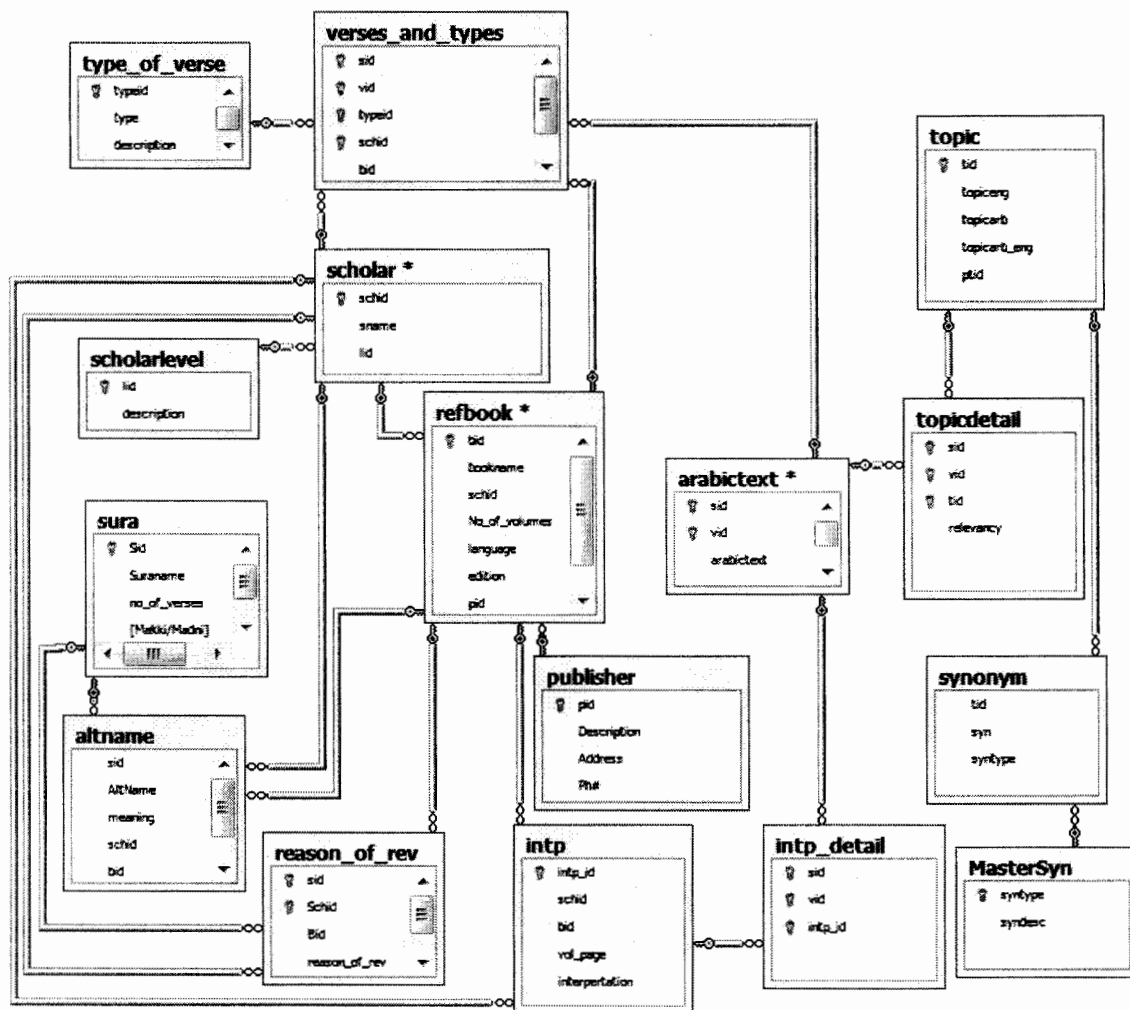 verses_and_types
sid
vid
typeid
schid
bid
type_of_verse
typeid
type
description
topic
tid
topiceng
topicarb
topicarb_eng
ptid
scholar *
schid
sname
lid
scholarlevel
lid
description
refbook *
bid
bookname
schid
No_of_volumes
language
edition
pid
topicdetail
sid
vid
tid
relevancy
arabictext *
sid
vid
arabictext
sura
Sid
Suraname
no_of_verses
[Makki/Madni]
publisher
pid
Description
Address
Ph#
synonym
tid
syn
syntype
altname
sid
AltName
meaning
schid
bid
reason_of_rev
sid
Schid
Bid
reason_of_rev
intp
intp_id
schid
bid
vol_page
interpertation
intp_detail
sid
vid
intp_id
MasterSyn
syntype
syndesc